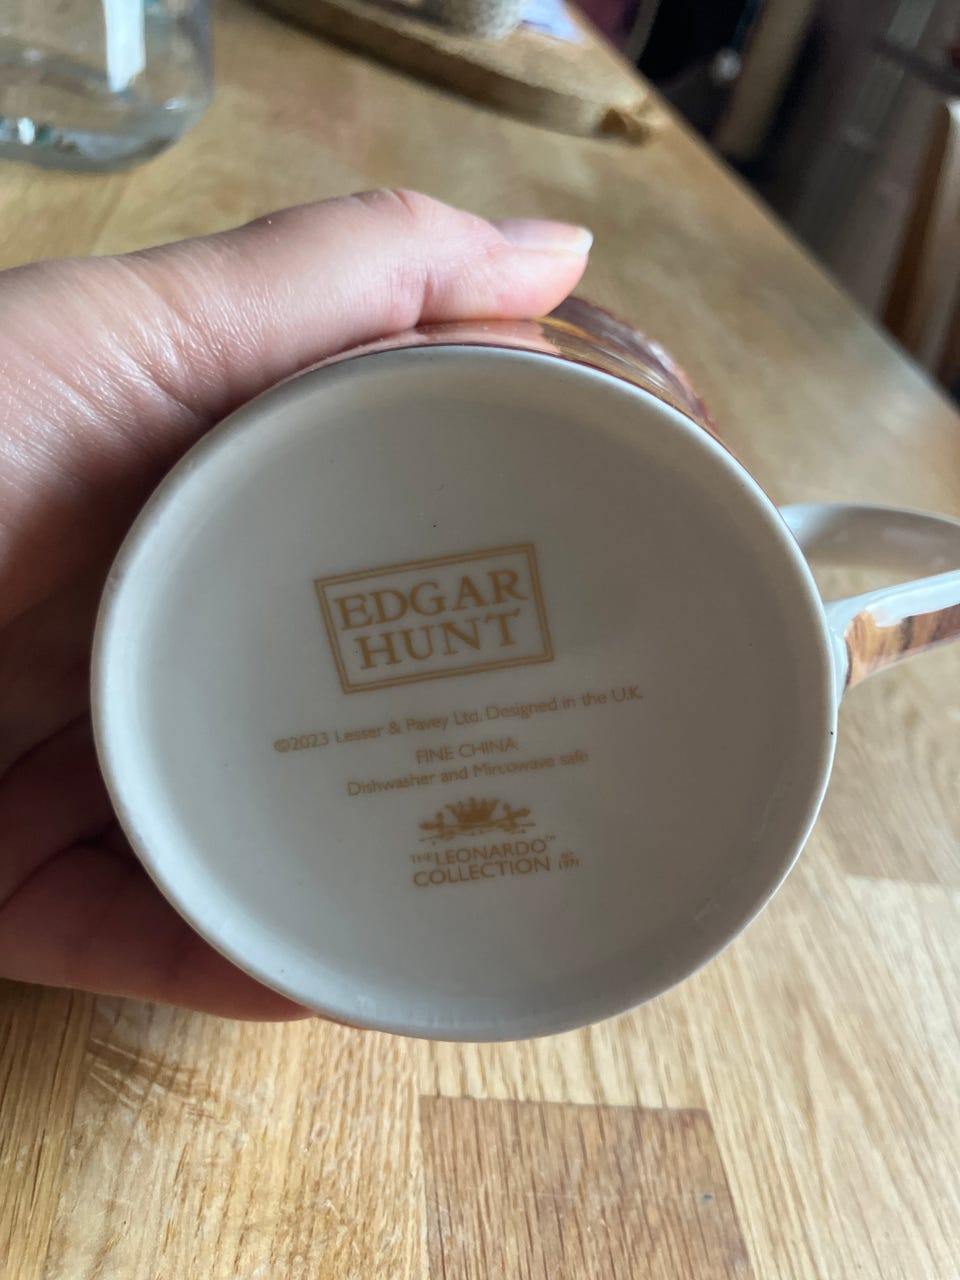 EDGAR
HUNT
©2023 Lesser & Pavey Ltd. Designed in the U.K.
FINE CHINA
Dishwasher and Mircowave safe
THE LEONARDO™
COLLECTION